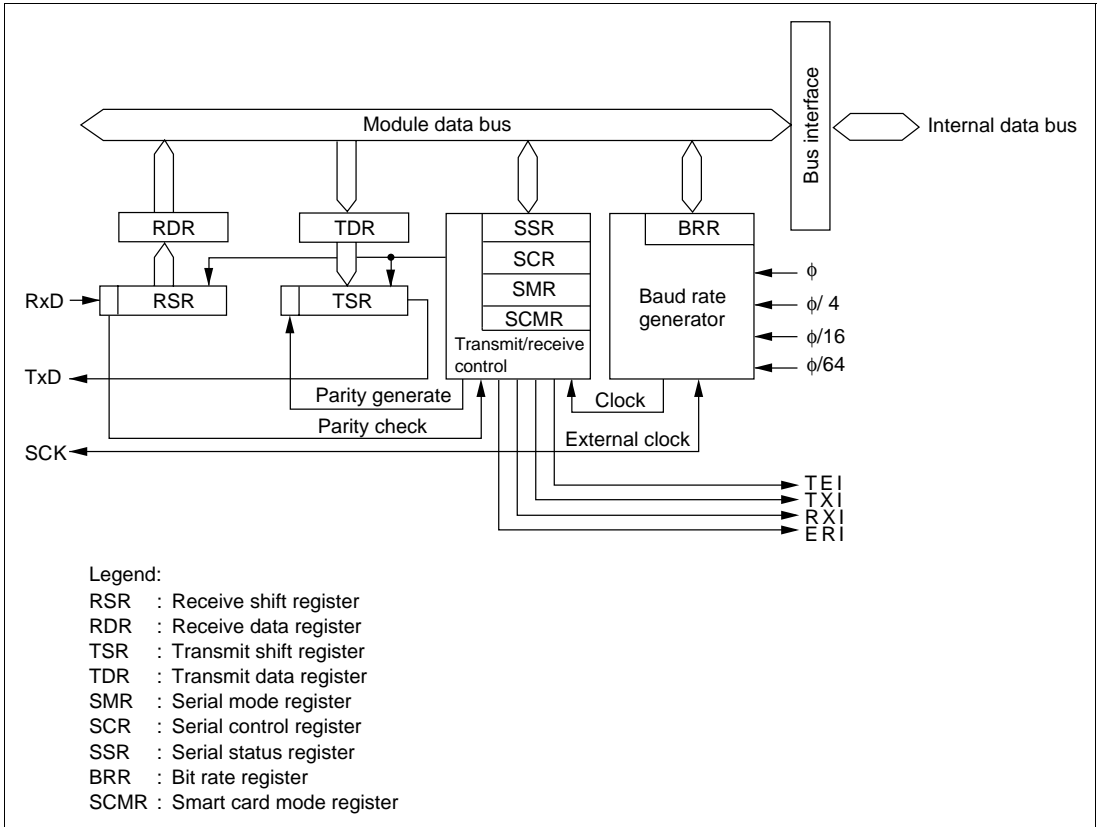 Bus interface
Module data bus
Internal data bus
RDR
TDR
SSR
BRR
SCR
SMR
SCMR
Transmit/receive
control
Baud rate
generator
RxD
RSR
TSR
TxD
SCK
Parity generate
Parity check
Clock
External clock
ϕ
ϕ/ 4
ϕ/16
ϕ/64
TEI
TXI
RXI
ERI
Legend:
RSR : Receive shift register
RDR : Receive data register
TSR : Transmit shift register
TDR : Transmit data register
SMR : Serial mode register
SCR : Serial control register
SSR : Serial status register
BRR : Bit rate register
SCMR : Smart card mode register